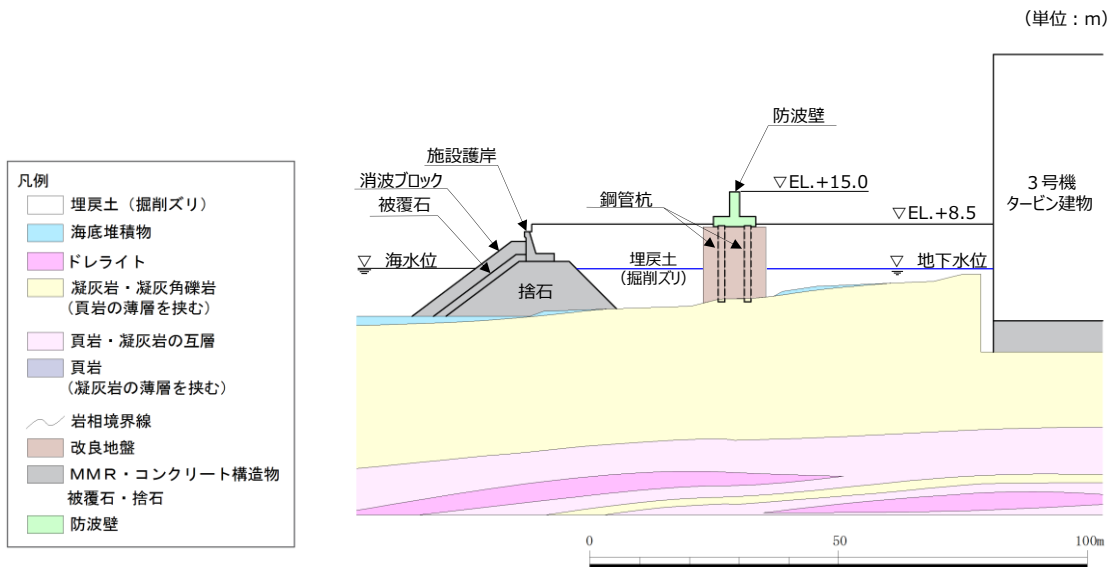 (単位:m)
防波壁
施設護岸
消波ブロック
被覆石
鋼管杭
▽EL.+15.0
3号機
タービン建物
▽EL.+8.5
▽ 海水位
埋戻土
(掘削ズリ)
▽ 地下水位
捨石
凡例
埋戻土(掘削ズリ)
海底堆積物
ドレライト
凝灰岩・凝灰角礫岩
(頁岩の薄層を挟む)
頁岩・凝灰岩の互層
頁岩
(凝灰岩の薄層を挟む)
岩相境界線
改良地盤
MMR・コンクリート構造物
被覆石・捨石
防波壁
0 50 100m